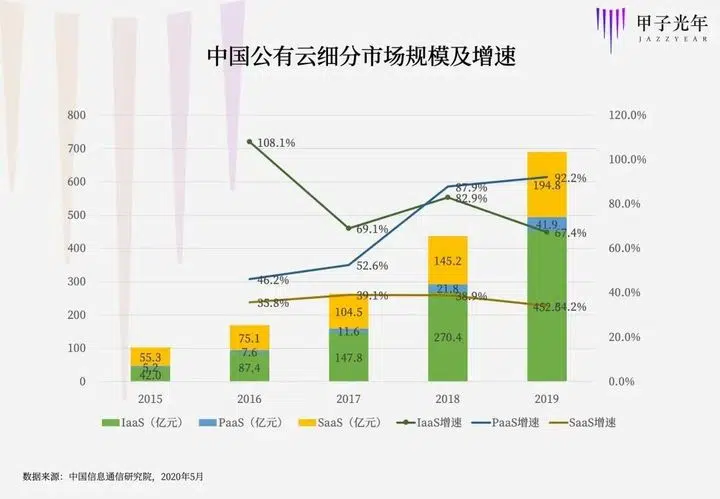 甲子光年
JAZZYEAR
中国公有云细分市场规模及增速
800 120.0%
700 100.0%
600 80.0%
500
400 60.0%
300 40.0%
200
100 20.0%
0 0.0%
108.1% 69.1% 82.9% 67.4%
46.2% 52.6% 87.9% 92.2%
35.8% 39.1% 38.9% 34.2%
55.3 75.1 104.5 145.2 194.8
5.2 7.6 11.6 21.8 41.9
42.0 87.4 147.8 270.4 452.6
2015 2016 2017 2018 2019
IaaS（亿元） PaaS（亿元） SaaS（亿元） IaaS增速 PaaS增速 SaaS增速
数据来源：中国信息通信研究院，2020年5月